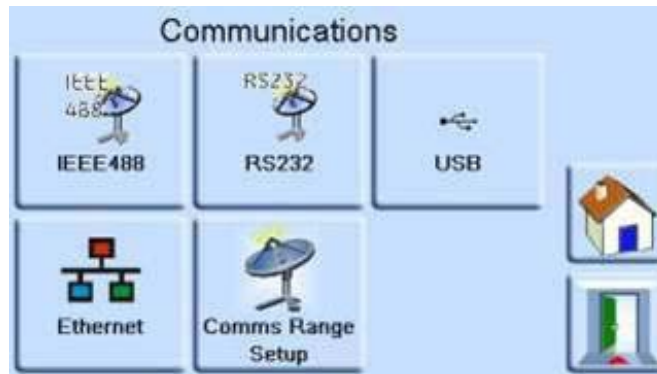 Communications
IEEE
488
IEEE488
RS232
RS232
USB
Ethernet
Comms Range
Setup